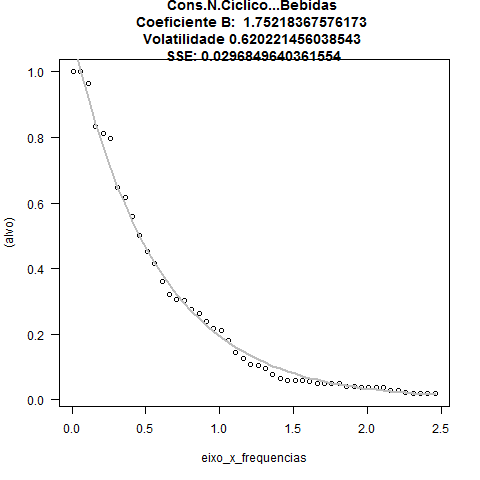 Cons.N.Ciclico...Bebidas
Coeficiente B:  1.75218367576173
Volatilidade 0.620221456038543
SSE: 0.0296849640361554
1.0
0.8
0.6
0.4
0.2
0.0
(alvo)
0.0 0.5 1.0 1.5 2.0 2.5
eixo_x_frequencias